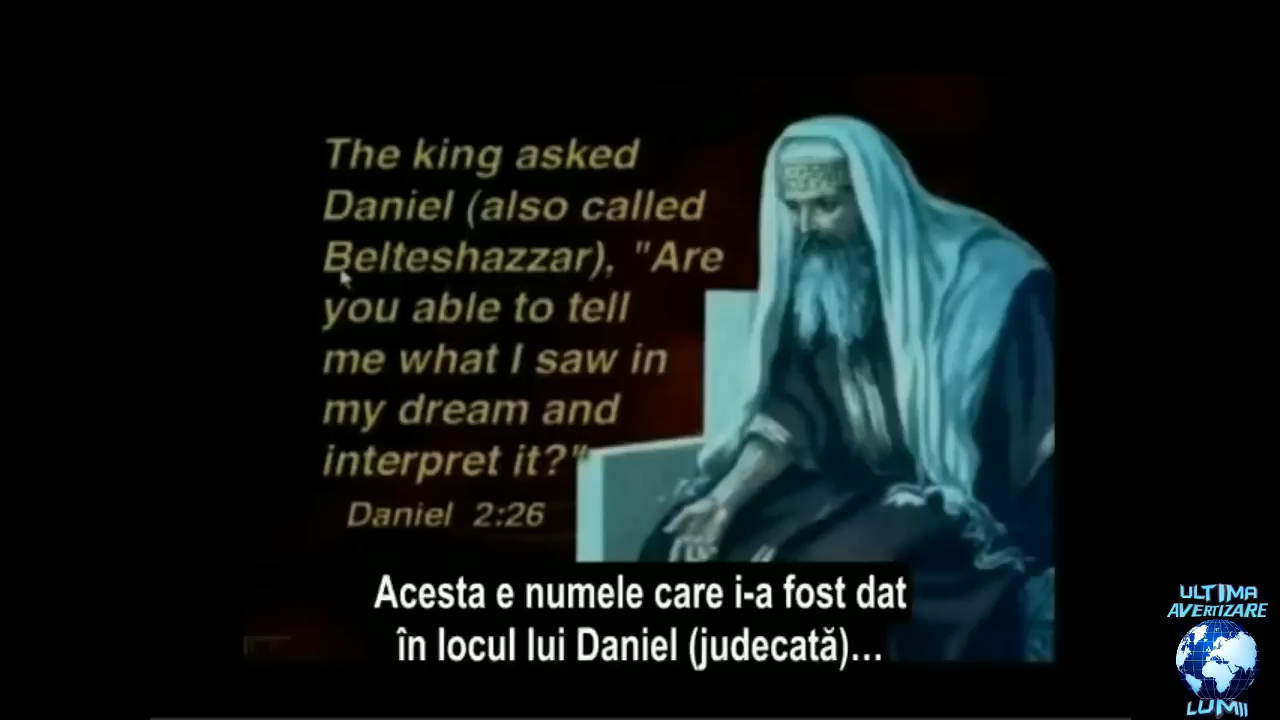 The king asked
Daniel (also called
Belteshazzar), "Are
you able to tell
me what I saw in
my dream and
interpret it?"
Daniel 2:26
Acesta e numele care i-a fost dat
în locul lui Daniel (judecată)...
ULTIMA
AVERTIZARE
LUMII